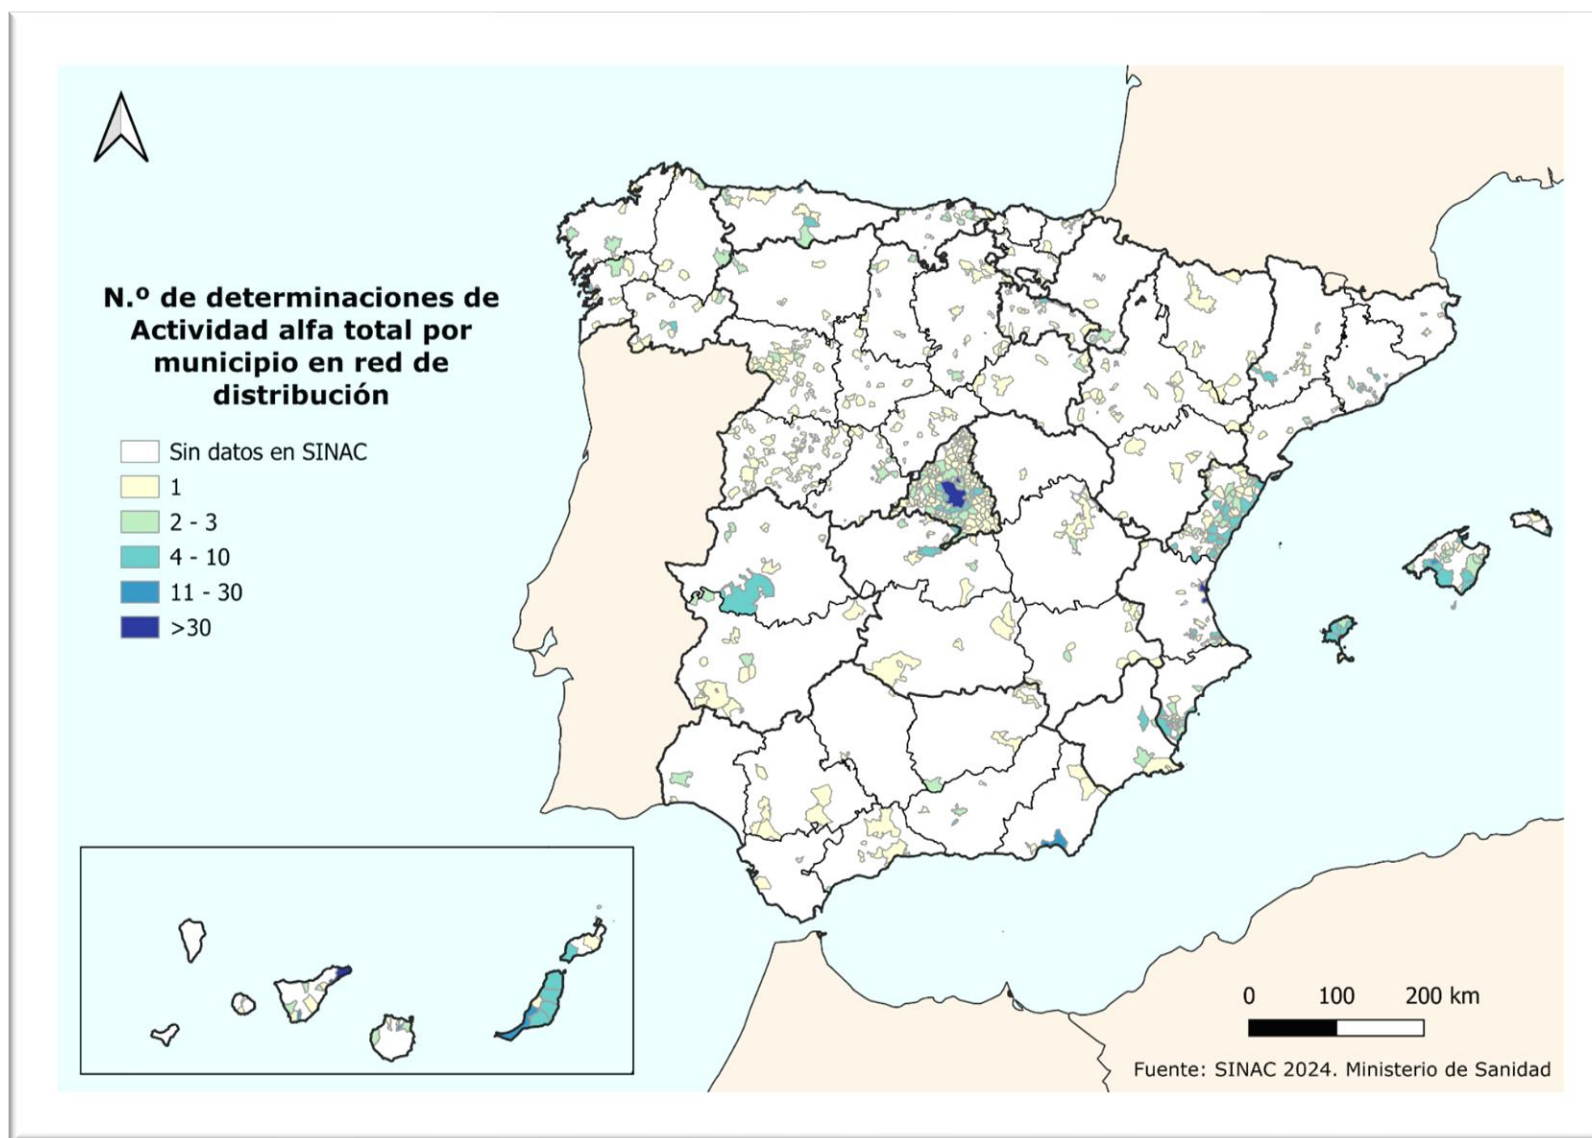 N.º de determinaciones de
Actividad alfa total por
municipio en red de
distribución
Sin datos en SINAC
1
2 - 3
4 - 10
11 - 30
>30
0 100 200 km
Fuente: SINAC 2024. Ministerio de Sanidad